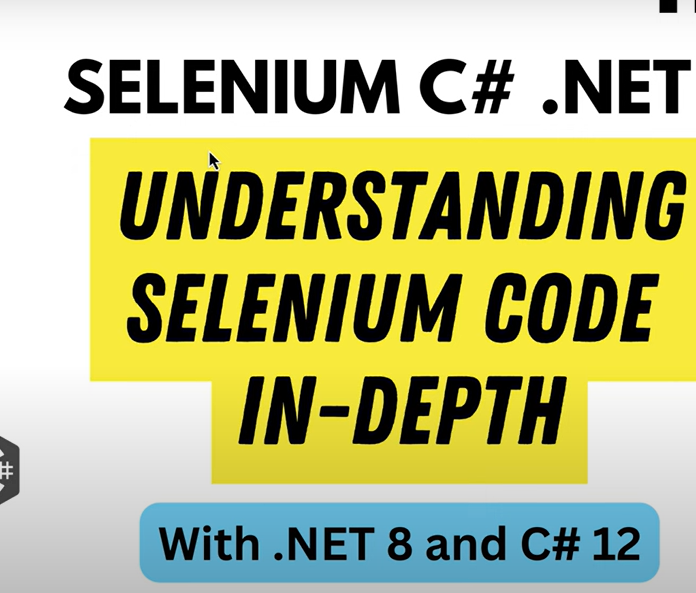 SELENIUM C# .NET
UNDERSTANDING
SELENIUM CODE
IN-DEPTH
#
With .NET 8 and C# 12